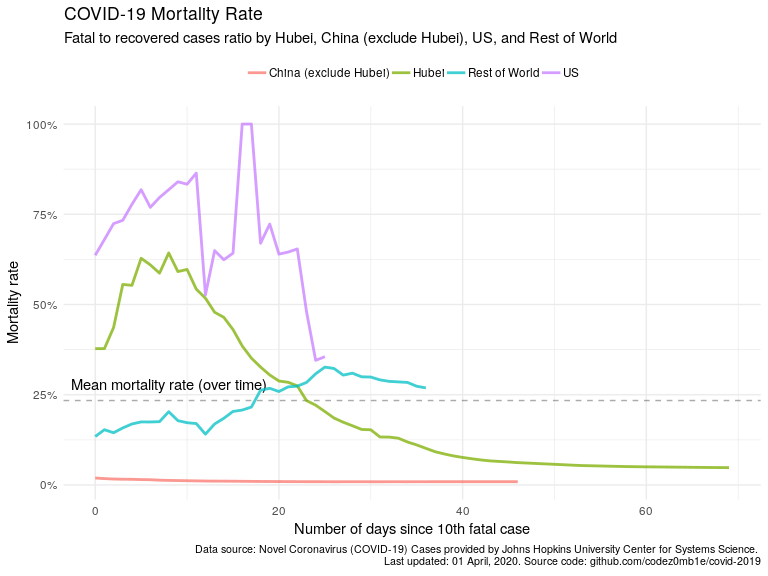 COVID-19 Mortality Rate
Fatal to recovered cases ratio by Hubei, China (exclude Hubei), US, and Rest of World
China (exclude Hubei) Hubei Rest of World US
100%
75%
50%
25%
0%
Mortality rate
Mean mortality rate (over time)
0 20 40 60
Number of days since 10th fatal case
Data source: Novel Coronavirus (COVID-19) Cases provided by Johns Hopkins University Center for Systems Science.
Last updated: 01 April, 2020. Source code: github.com/codez0mb1e/covid-2019